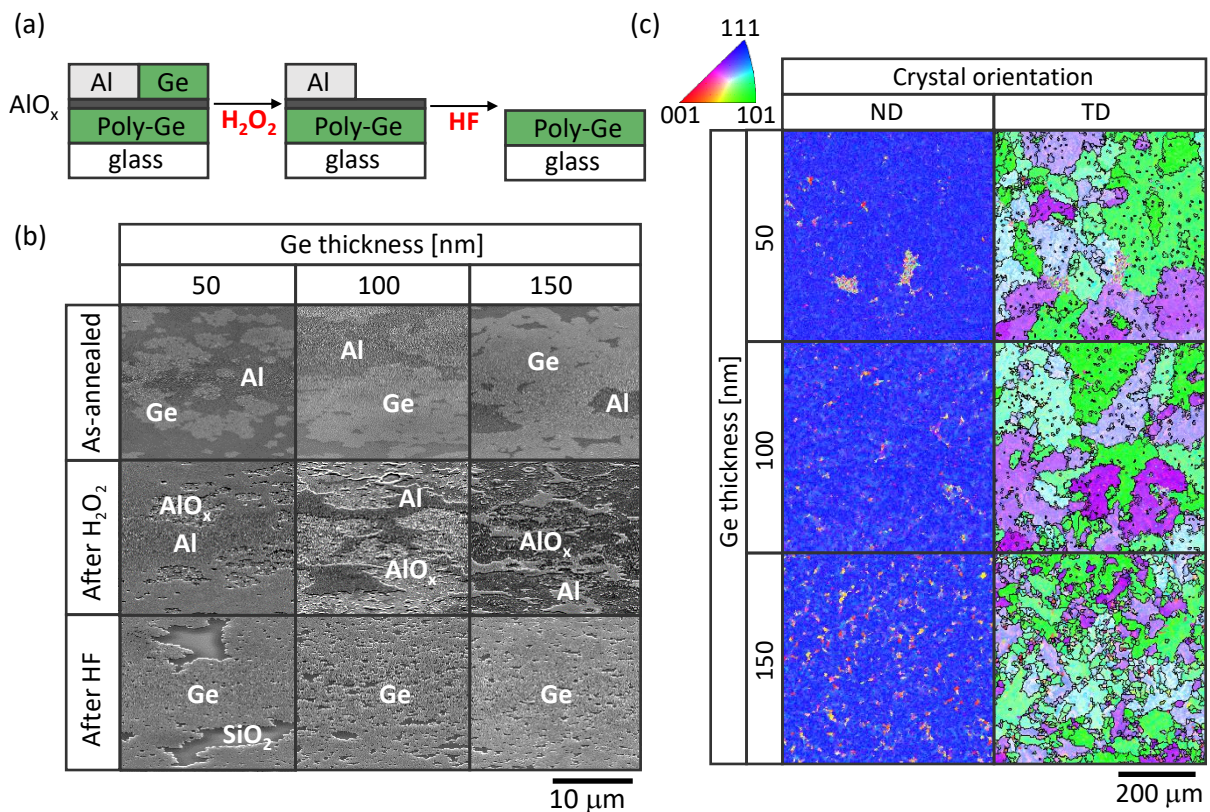 (a)
Al
Ge
AlOₓ
Poly-Ge
glass
H₂O₂
Al
Poly-Ge
glass
HF
Poly-Ge
glass
(b)
Ge thickness [nm]
50
100
150
As-annealed
Al
Ge
Al
Ge
Ge
Al
After H₂O₂
AlOₓ
Al
Al
AlOₓ
AlOₓ
Al
After HF
Ge
SiO₂
Ge
Ge
10 μm
(c)
111
001
101
Crystal orientation
ND
TD
Ge thickness [nm]
50
100
150
200 μm